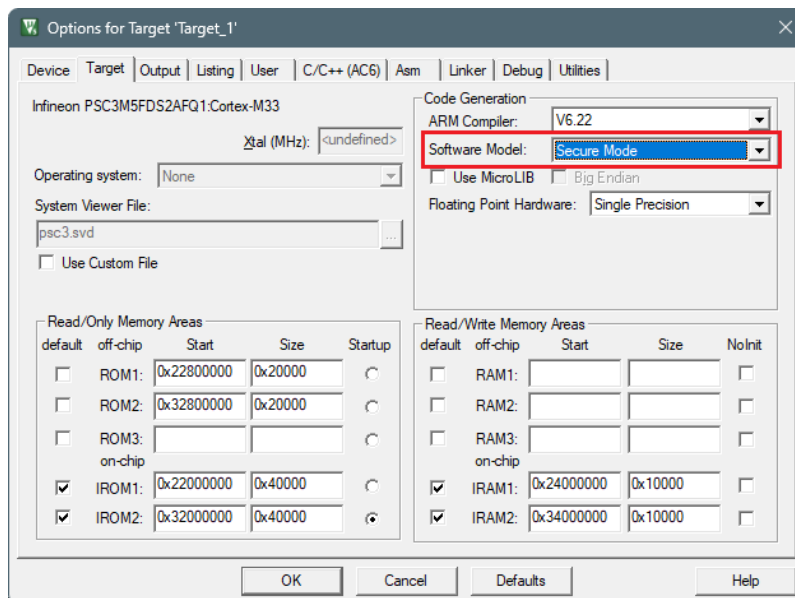 Options for Target 'Target_1'
Device Target Output Listing User C/C++ (AC6) Asm Linker Debug Utilities
Infineon PSC3M5FDS2AFQ1:Cortex-M33
Xtal (MHz): <undefined>
Operating system: None
System Viewer File:
psc3.svd
...
Use Custom File
Code Generation
ARM Compiler: V6.22
Software Model: Secure Mode
Use MicroLIB Big Endian
Floating Point Hardware: Single Precision
Read/Only Memory Areas
default off-chip Start Size Startup
ROM1: 0x22800000 0x20000
ROM2: 0x32800000 0x20000
ROM3:
on-chip
IROM1: 0x22000000 0x40000
IROM2: 0x32000000 0x40000
Read/Write Memory Areas
default off-chip Start Size NoInit
RAM1:
RAM2:
RAM3:
on-chip
IRAM1: 0x24000000 0x10000
IRAM2: 0x34000000 0x10000
OK Cancel Defaults Help